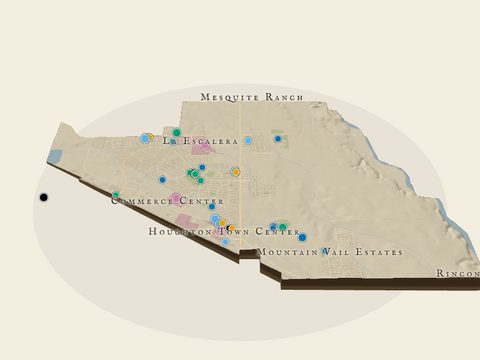 Mesquite Ranch
La Escalera
Commerce Center
Houghton Town Center
Mountain Vail Estates
Rincon